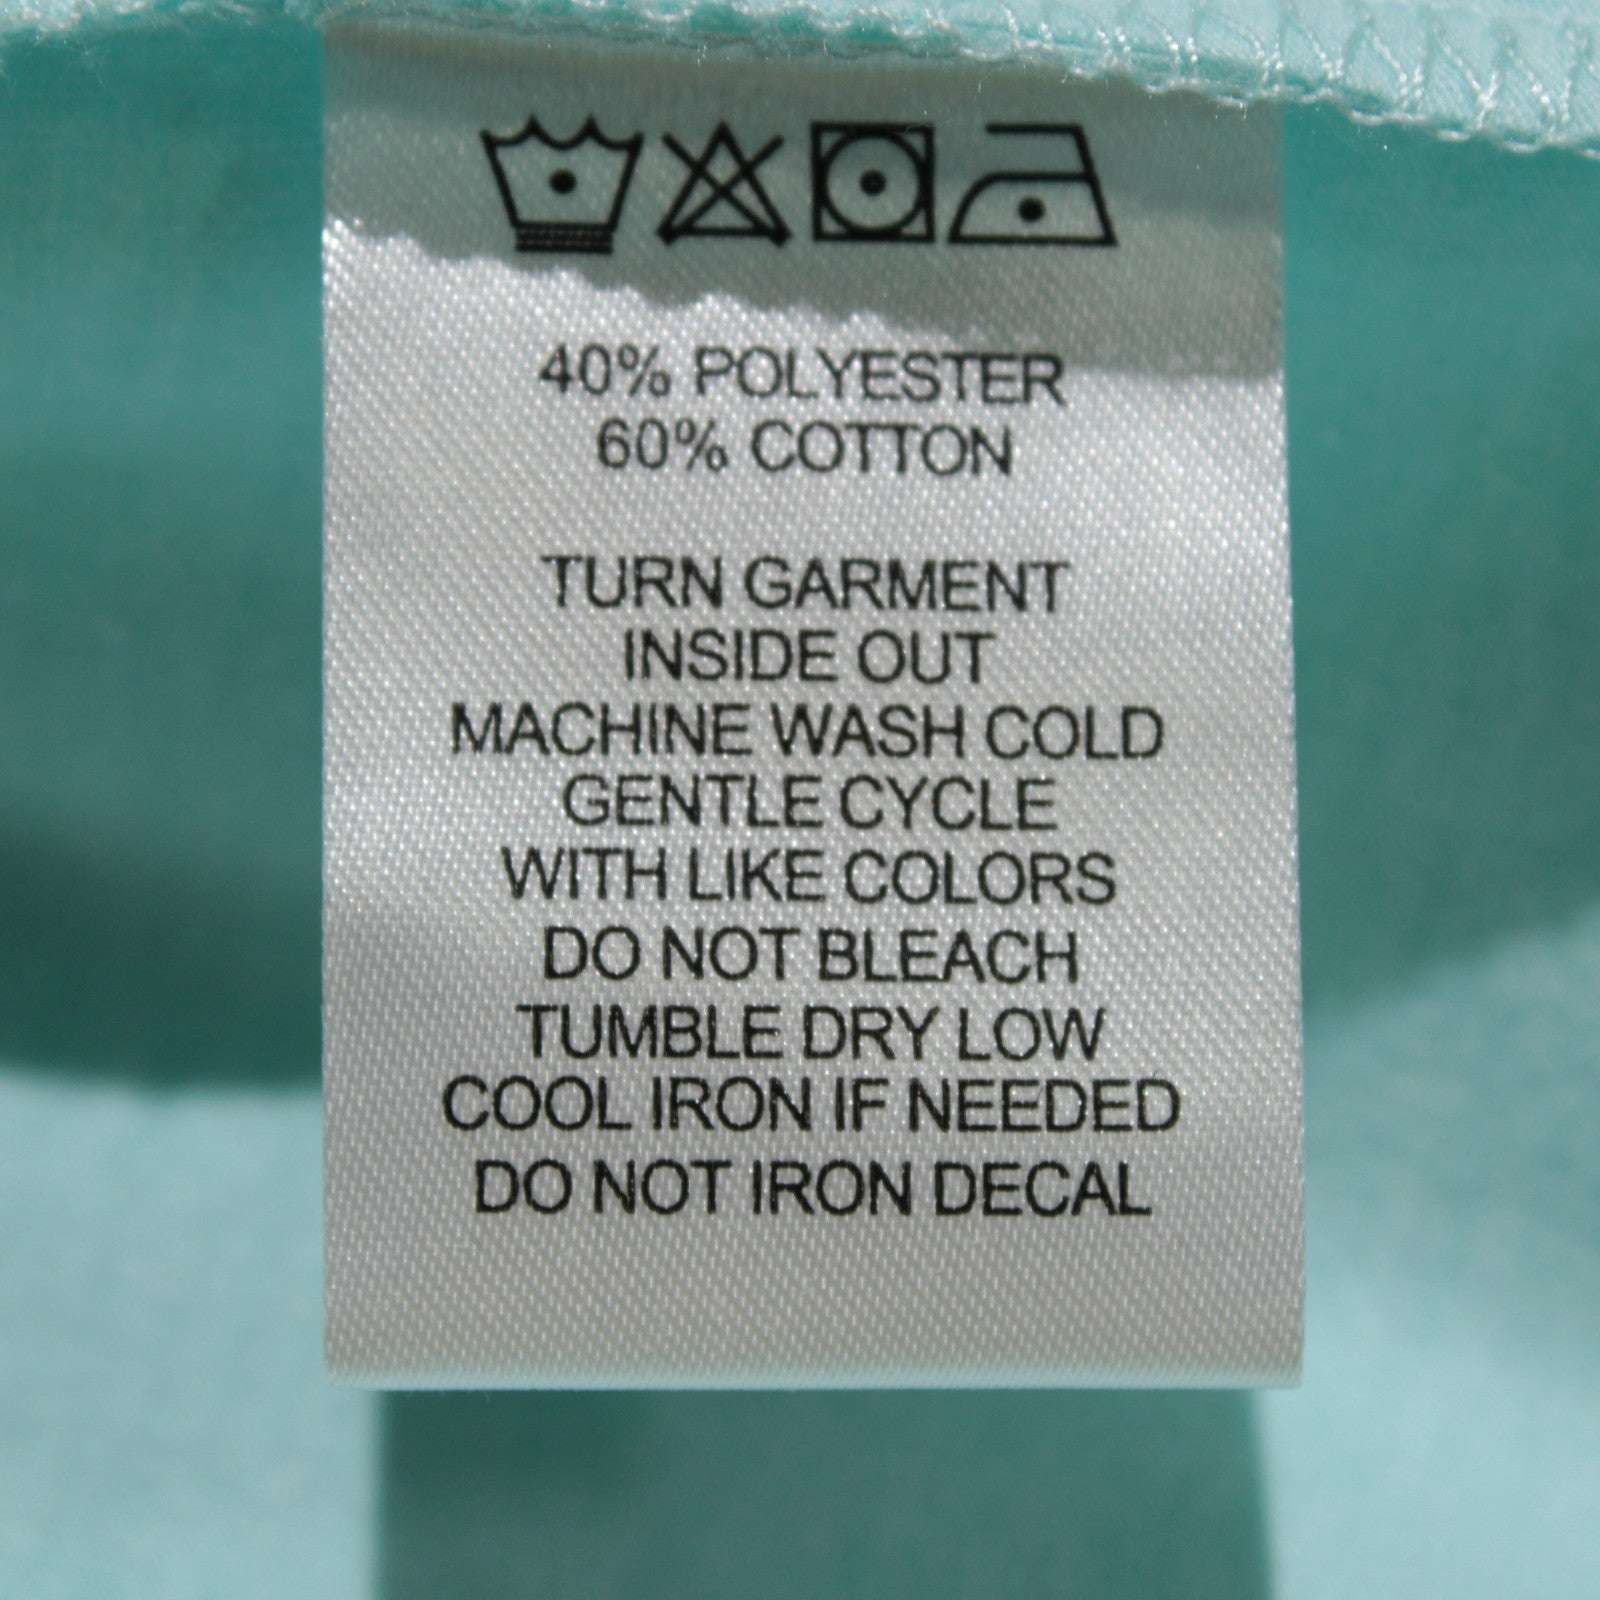 40% POLYESTER
60% COTTON
TURN GARMENT
INSIDE OUT
MACHINE WASH COLD
GENTLE CYCLE
WITH LIKE COLORS
DO NOT BLEACH
TUMBLE DRY LOW
COOL IRON IF NEEDED
DO NOT IRON DECAL